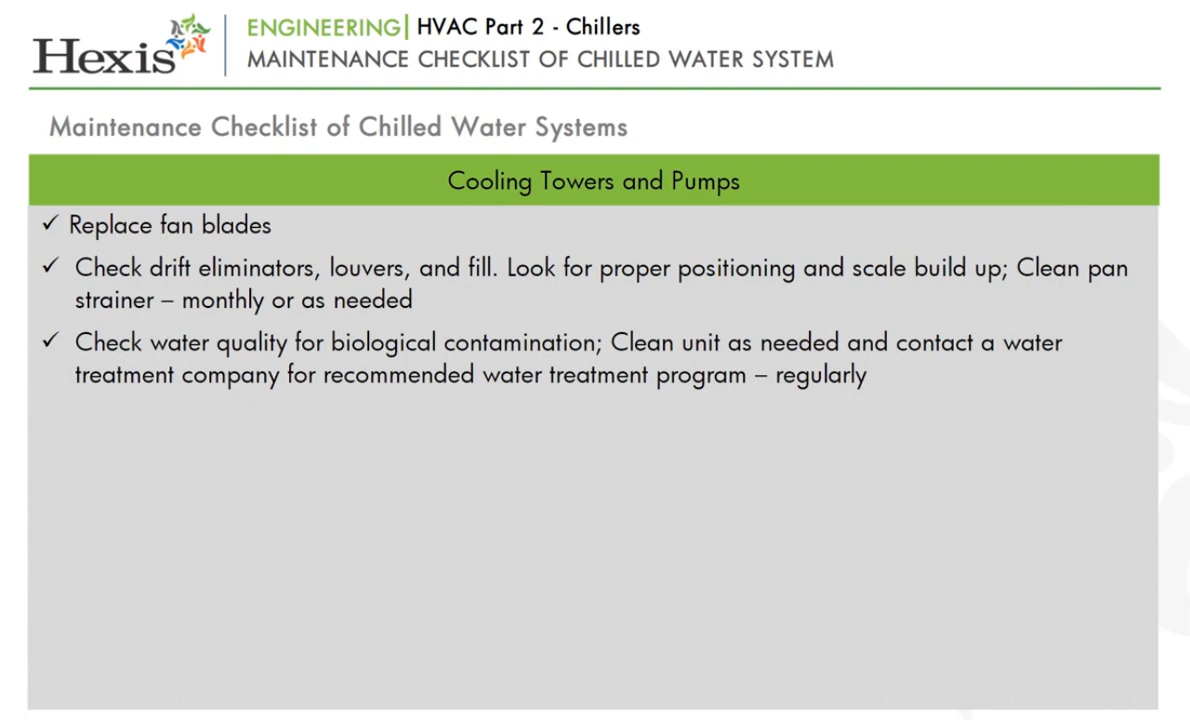 Hexis
ENGINEERING| HVAC Part 2 - Chillers
MAINTENANCE CHECKLIST OF CHILLED WATER SYSTEM
Maintenance Checklist of Chilled Water Systems
Cooling Towers and Pumps
✓ Replace fan blades
✓ Check drift eliminators, louvers, and fill. Look for proper positioning and scale build up; Clean pan
strainer – monthly or as needed
✓ Check water quality for biological contamination; Clean unit as needed and contact a water
treatment company for recommended water treatment program – regularly